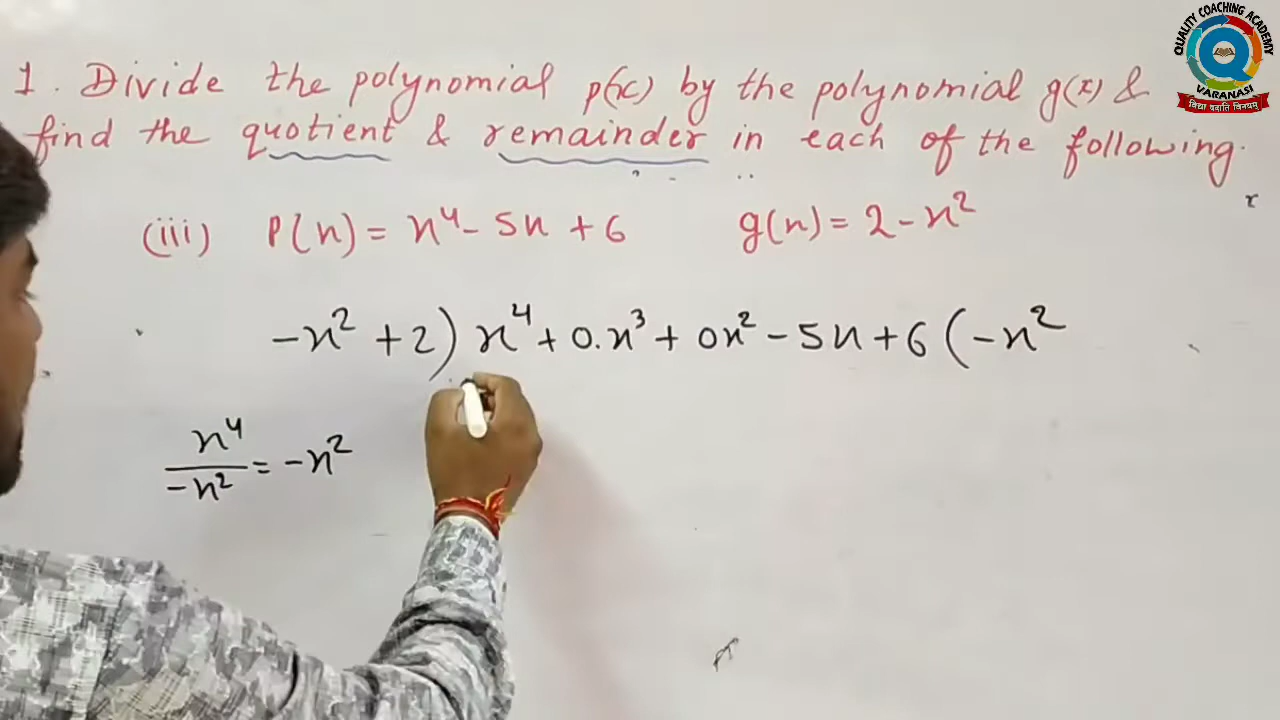 QUALITY COACHING ACADEMY
VARANASI
1. Divide the polynomial p(x) by the polynomial g(x) &
find the quotient & remainder in each of the following.
(iii) P(x) = x⁴ - 5x + 6 g(x) = 2 - x²
-x² + 2) x⁴ + 0.x³ + 0x² - 5x + 6 (-x²
x⁴
-x² = -x²